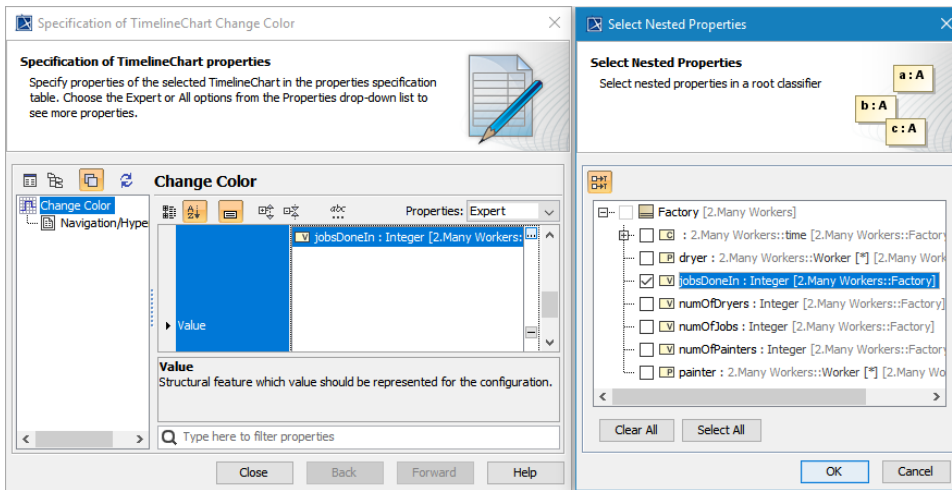 Specification of TimelineChart Change Color
Specification of TimelineChart properties
Specify properties of the selected TimelineChart in the properties specification
table. Choose the Expert or All options from the Properties drop-down list to
see more properties.
Change Color
Navigation/Hype
Change Color
abc
Properties: Expert
V jobsDoneIn : Integer [2.Many Workers:
Value
Value
Structural feature which value should be represented for the configuration.
Type here to filter properties
Close
Back
Forward
Help
Select Nested Properties
Select Nested Properties
Select nested properties in a root classifier
a : A
b : A
c : A
Factory [2.Many Workers]
C : 2.Many Workers::time [2.Many Workers::Factory
P dryer : 2.Many Workers::Worker [*] [2.Many Work
V jobsDoneIn : Integer [2.Many Workers::Factory]
V numOfDryers : Integer [2.Many Workers::Factory]
V numOfJobs : Integer [2.Many Workers::Factory]
V numOfPainters : Integer [2.Many Workers::Factory
P painter : 2.Many Workers::Worker [*] [2.Many Wo
Clear All
Select All
OK
Cancel